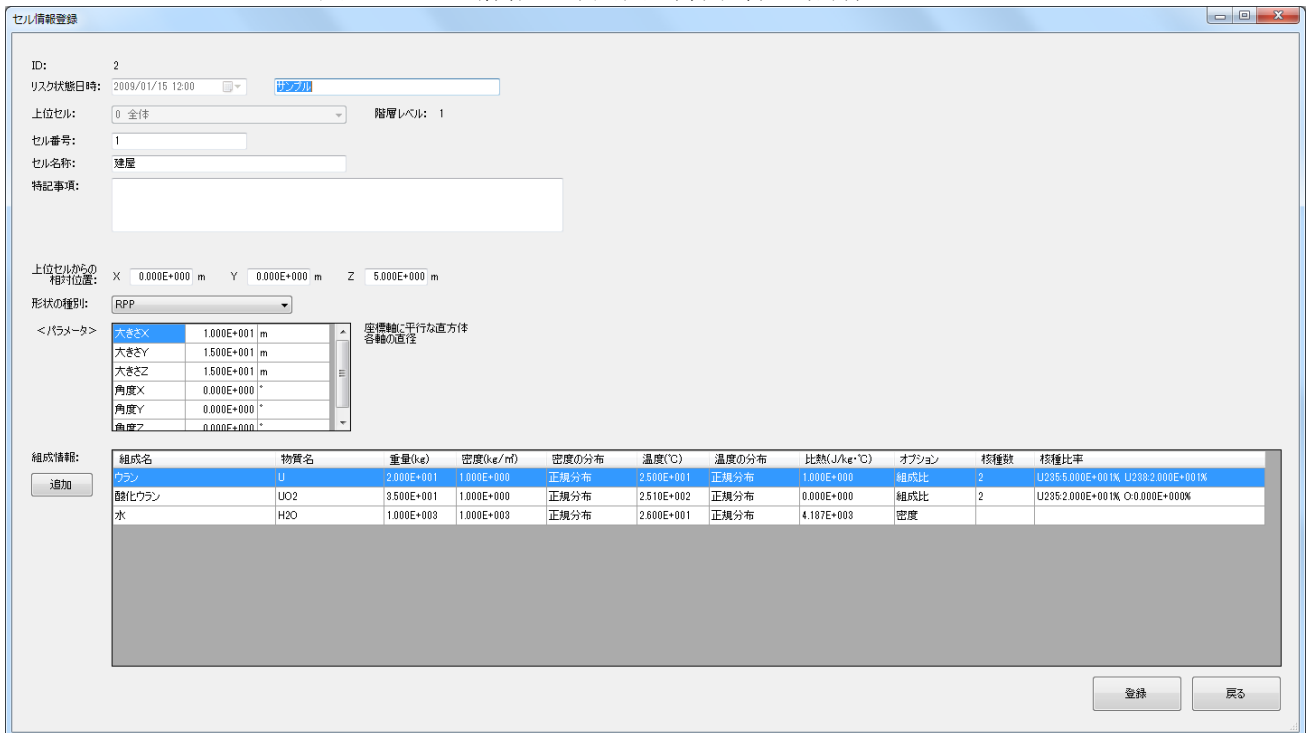 セル情報登録
ID: 2
リスク状態日時: 2009/01/15 12:00 サンプル
上位セル: 0 全体 階層レベル: 1
セル番号: 1
セル名称: 建屋
特記事項:
上位セルからの
相対位置: X 0.000E+000 m Y 0.000E+000 m Z 5.000E+000 m
形状の種別: RPP
<パラメータ> 大きさX 1.000E+001 m 座標軸に平行な直方体
各軸の直径
大きさY 1.500E+001 m
大きさZ 1.500E+001 m
角度X 0.000E+000 °
角度Y 0.000E+000 °
角度Z 0.000E+000 °
組成情報: 組成名 物質名 重量(kg) 密度(kg/㎥) 密度の分布 温度(℃) 温度の分布 比熱(J/kg・℃) オプション 核種数 核種比率
追加 ウラン U 2.000E+001 1.000E+000 正規分布 2.500E+001 正規分布 1.000E+000 組成比 2 U235:5.000E+001%, U238:2.000E+001%
酸化ウラン UO2 3.500E+001 1.000E+000 正規分布 2.510E+002 正規分布 0.000E+000 組成比 2 U235:2.000E+001%, O:0.000E+000%
水 H2O 1.000E+003 1.000E+003 正規分布 2.600E+001 正規分布 4.187E+003 密度
登録 戻る